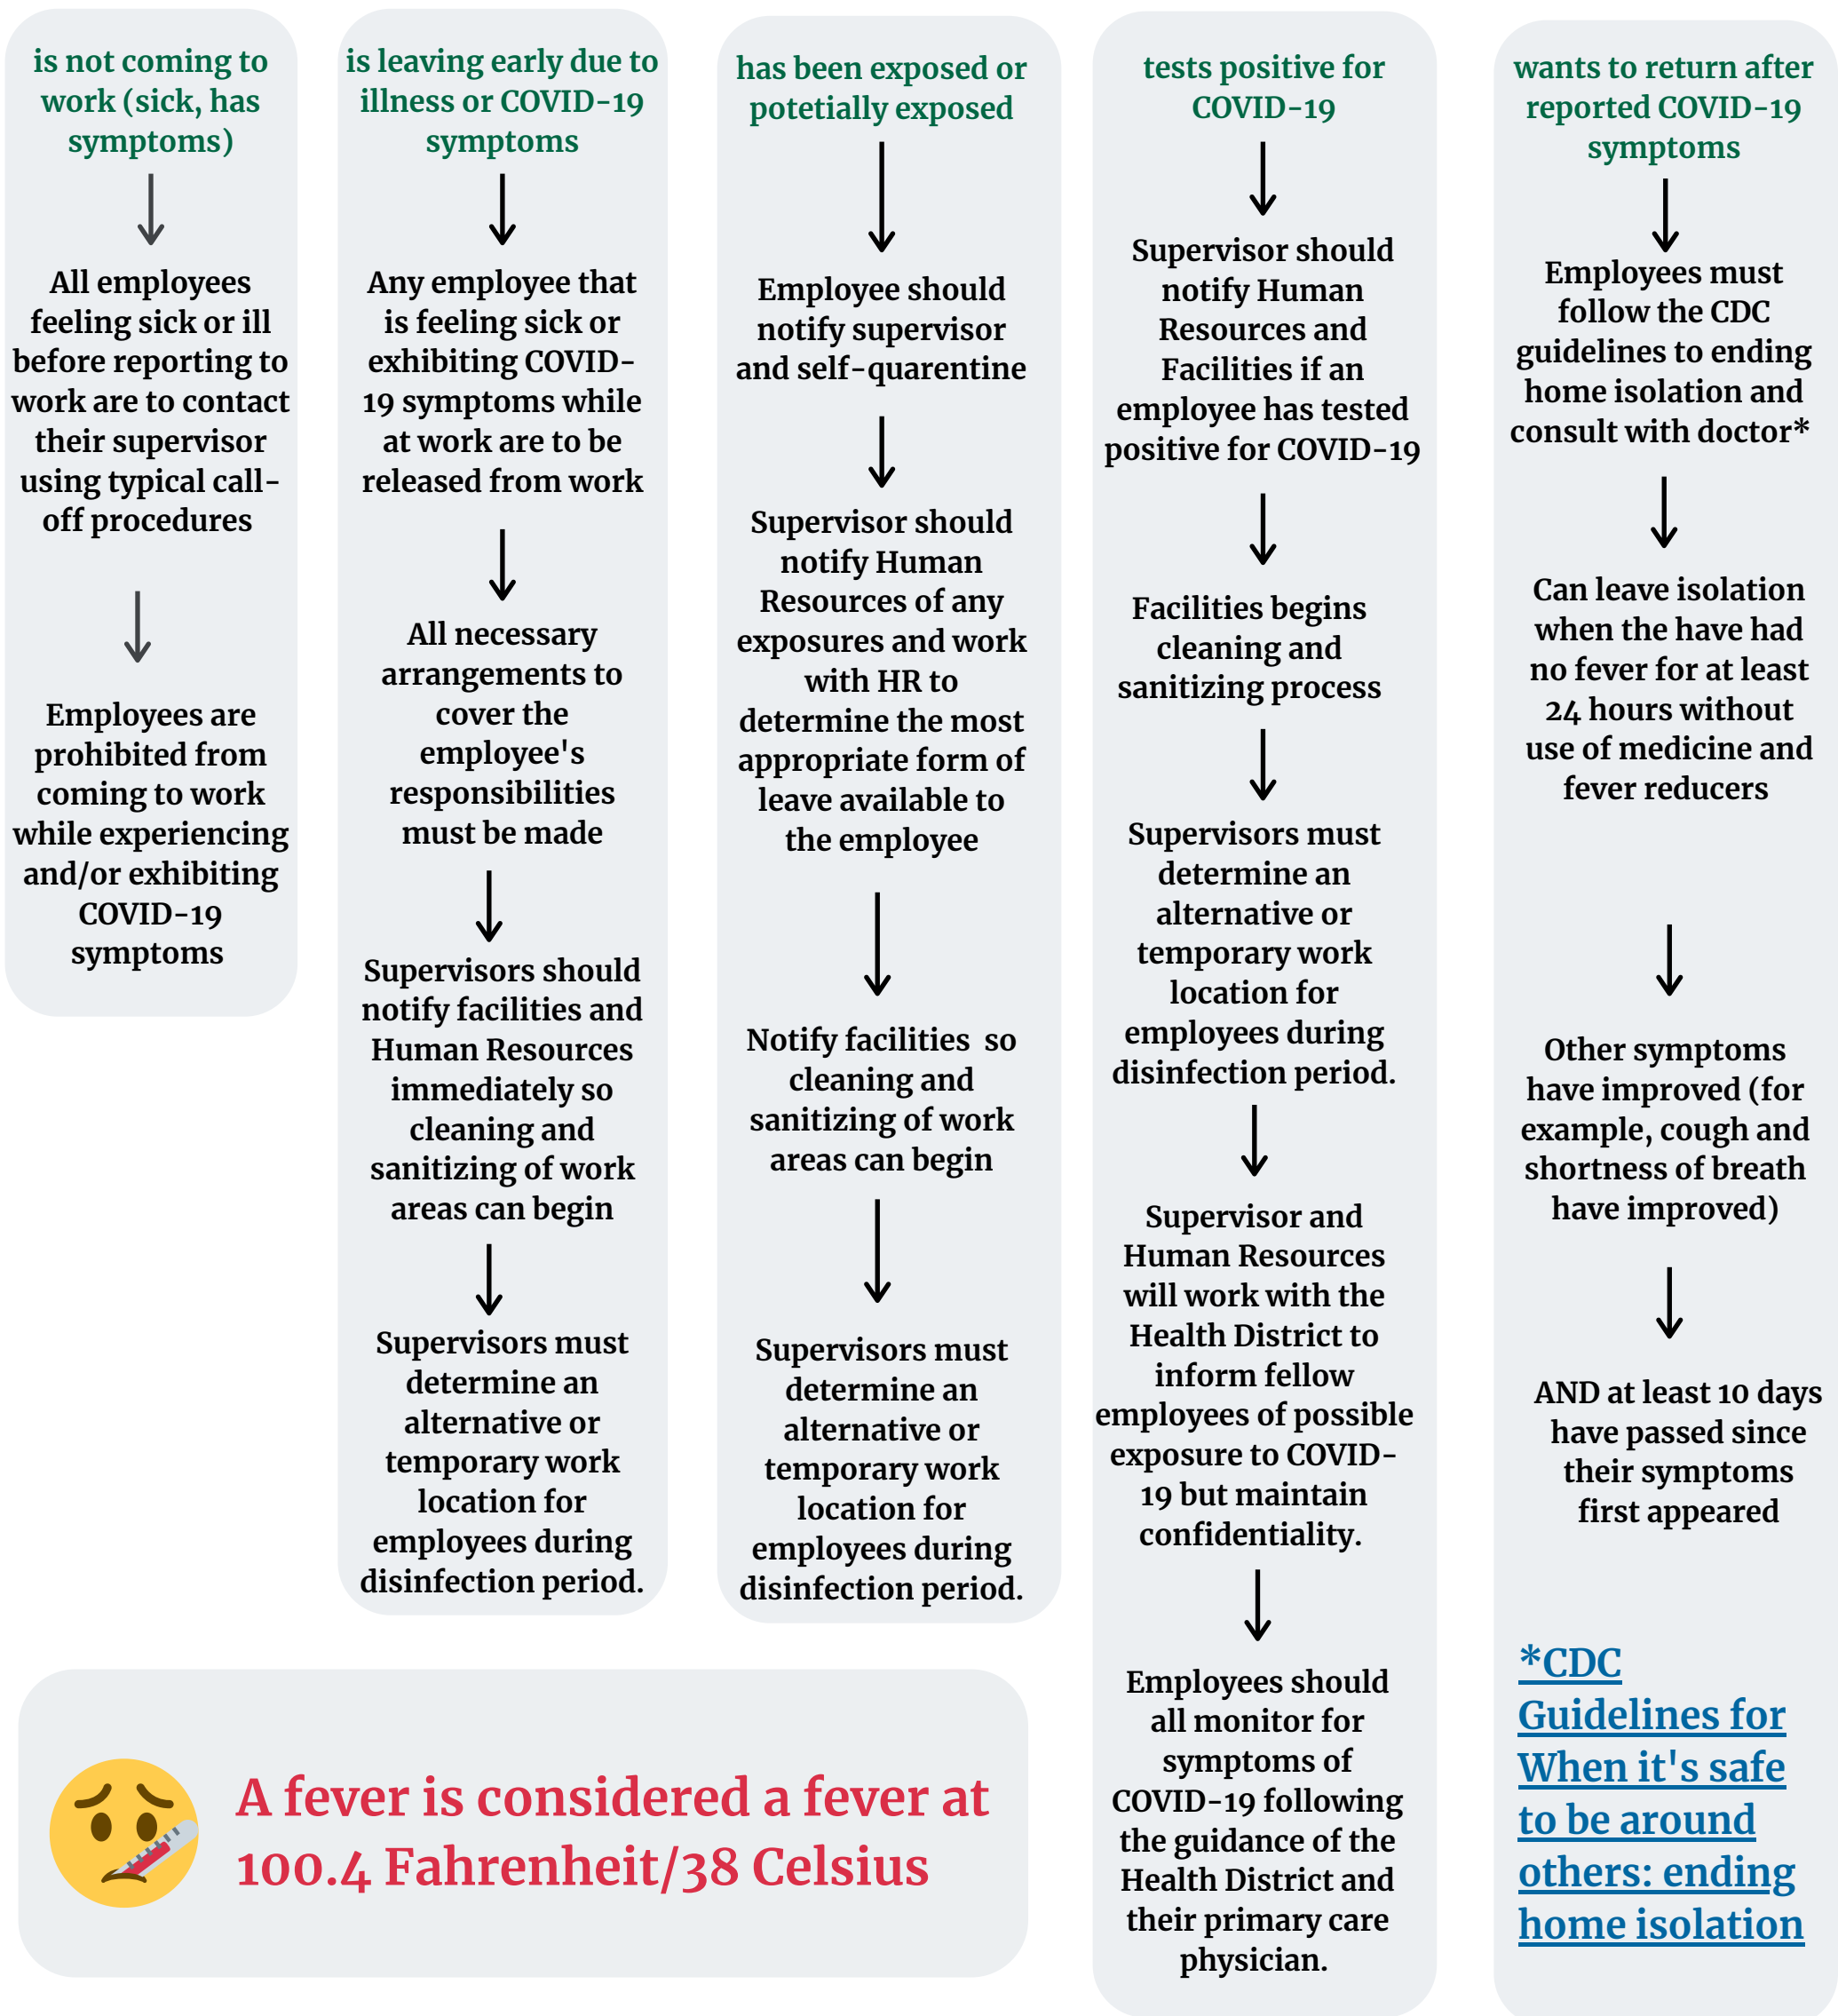 is not coming to
work (sick, has
symptoms)
All employees
feeling sick or ill
before reporting to
work are to contact
their supervisor
using typical call-
off procedures
Employees are
prohibited from
coming to work
while experiencing
and/or exhibiting
COVID-19
symptoms
is leaving early due to
illness or COVID-19
symptoms
Any employee that
is feeling sick or
exhibiting COVID-
19 symptoms while
at work are to be
released from work
All necessary
arrangements to
cover the
employee's
responsibilities
must be made
Supervisors should
notify facilities and
Human Resources
immediately so
cleaning and
sanitizing of work
areas can begin
Supervisors must
determine an
alternative or
temporary work
location for
employees during
disinfection period.
has been exposed or
potetially exposed
Employee should
notify supervisor
and self-quarentine
Supervisor should
notify Human
Resources of any
exposures and work
with HR to
determine the most
appropriate form of
leave available to
the employee
Notify facilities so
cleaning and
sanitizing of work
areas can begin
Supervisors must
determine an
alternative or
temporary work
location for
employees during
disinfection period.
tests positive for
COVID-19
Supervisor should
notify Human
Resources and
Facilities if an
employee has tested
positive for COVID-19
Facilities begins
cleaning and
sanitizing process
Supervisors must
determine an
alternative or
temporary work
location for
employees during
disinfection period.
Supervisor and
Human Resources
will work with the
Health District to
inform fellow
employees of possible
exposure to COVID-
19 but maintain
confidentiality.
Employees should
all monitor for
symptoms of
COVID-19 following
the guidance of the
Health District and
their primary care
physician.
wants to return after
reported COVID-19
symptoms
Employees must
follow the CDC
guidelines to ending
home isolation and
consult with doctor*
Can leave isolation
when the have had
no fever for at least
24 hours without
use of medicine and
fever reducers
Other symptoms
have improved (for
example, cough and
shortness of breath
have improved)
AND at least 10 days
have passed since
their symptoms
first appeared
*CDC
Guidelines for
When it's safe
to be around
others: ending
home isolation
A fever is considered a fever at
100.4 Fahrenheit/38 Celsius